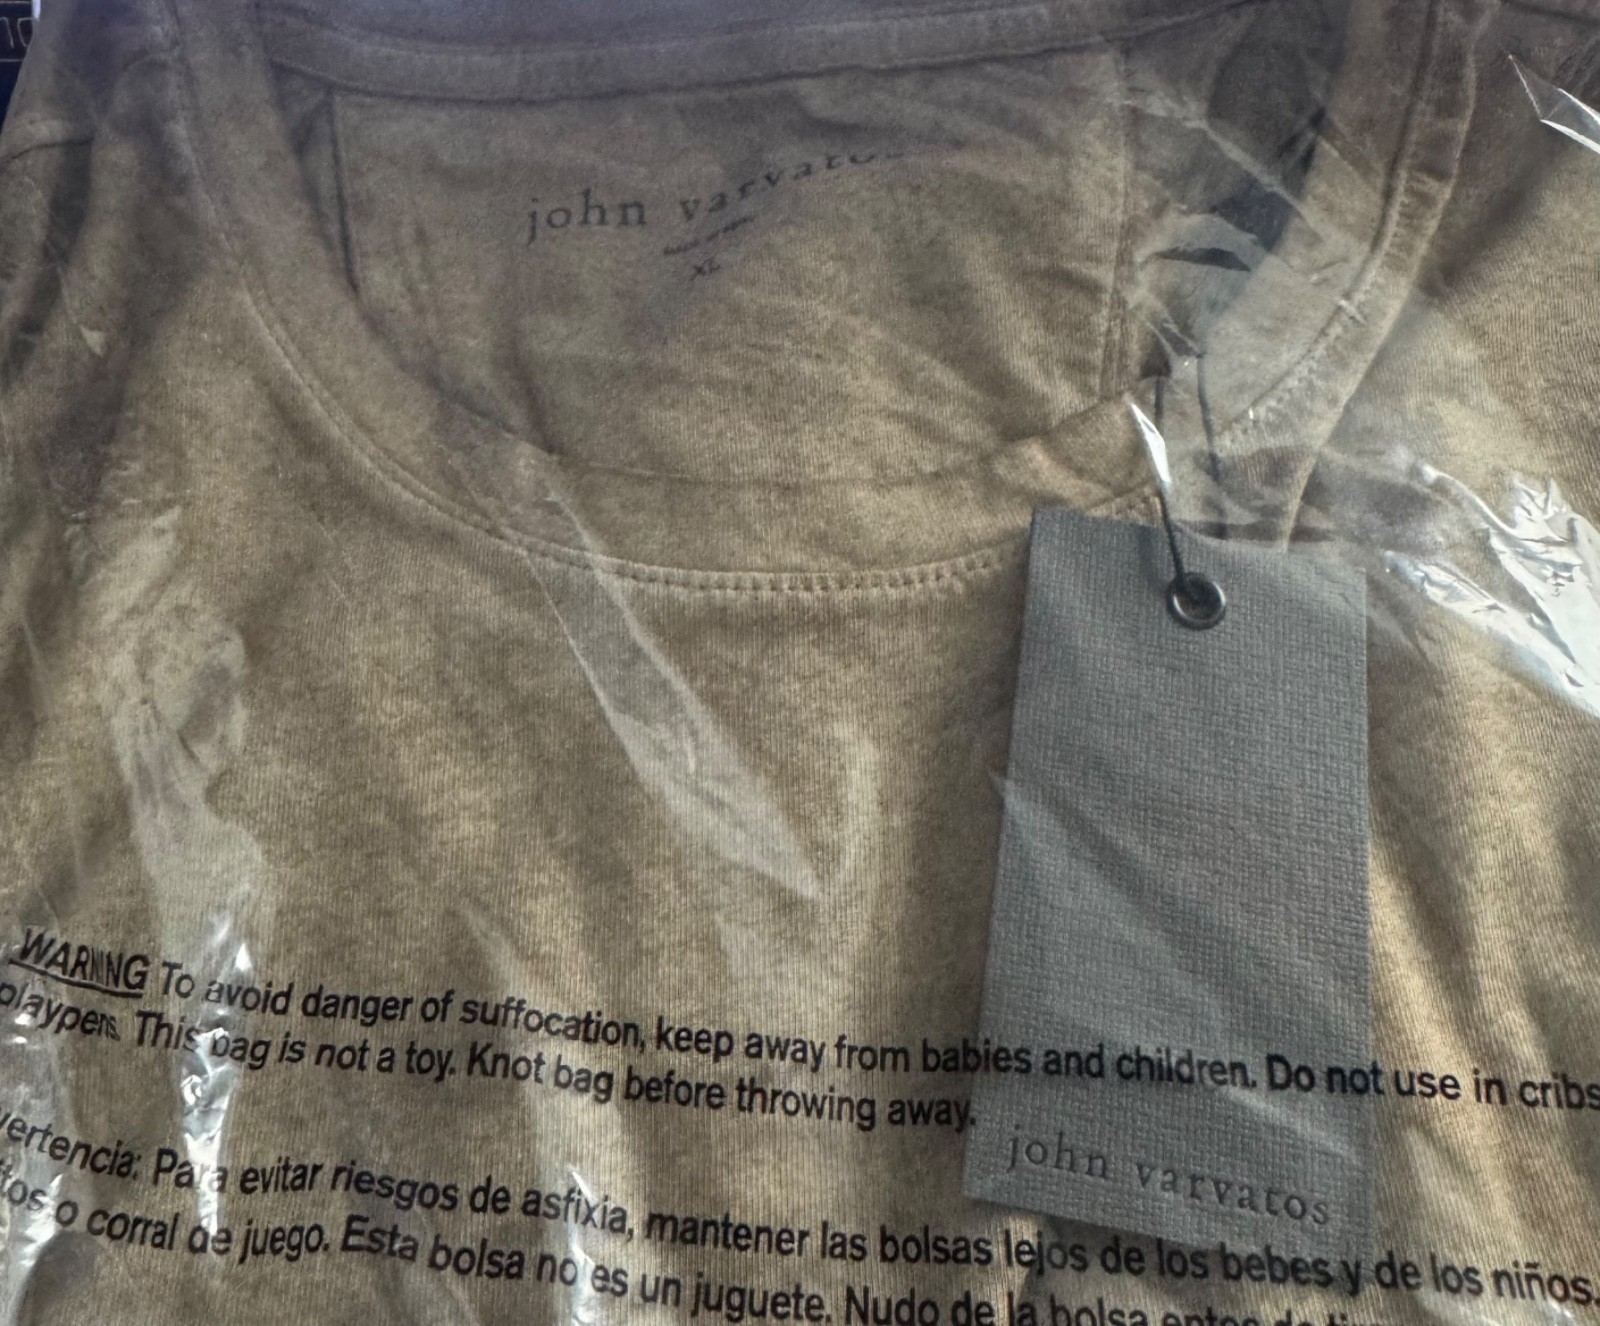 john varvatos
XL
WARNING To avoid danger of suffocation, keep away from babies and children. Do not use in cribs
playpens. This bag is not a toy. Knot bag before throwing away.
john varvatos
vertencia: Para evitar riesgos de asfixia, mantener las bolsas lejos de los bebes y de los niños.
tos o corral de juego. Esta bolsa no es un juguete. Nudo de la bolsa